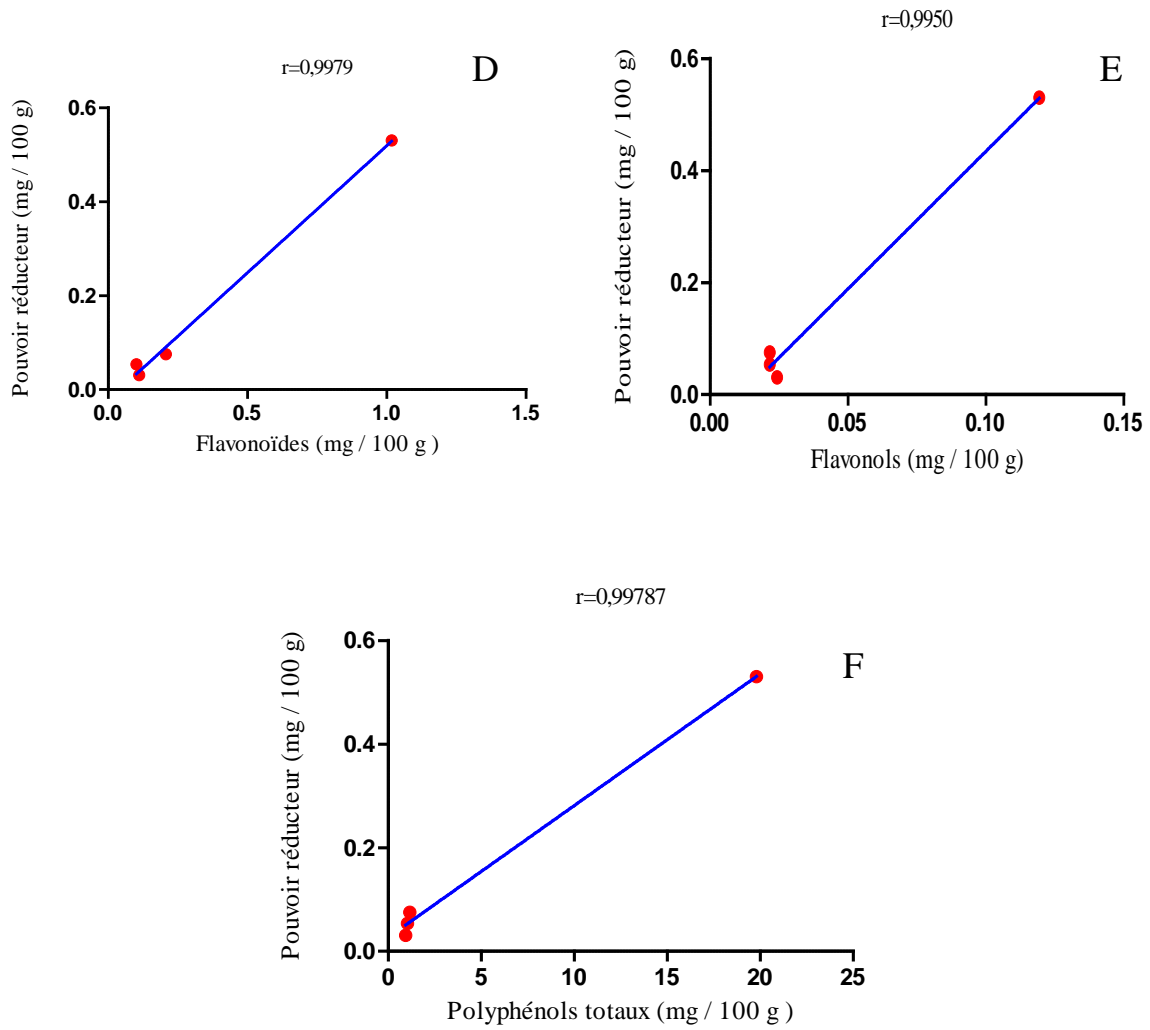 r=0,9979
D
Pouvoir réducteur (mg / 100 g)
0.6
0.4
0.2
0.0
0.0 0.5 1.0 1.5
Flavonoïdes (mg / 100 g )
r=0,9950
E
Pouvoir réducteur (mg / 100 g)
0.6
0.4
0.2
0.0
0.00 0.05 0.10 0.15
Flavonols (mg / 100 g)
r=0,99787
F
Pouvoir réducteur (mg / 100 g)
0.6
0.4
0.2
0.0
0 5 10 15 20 25
Polyphénols totaux (mg / 100 g )